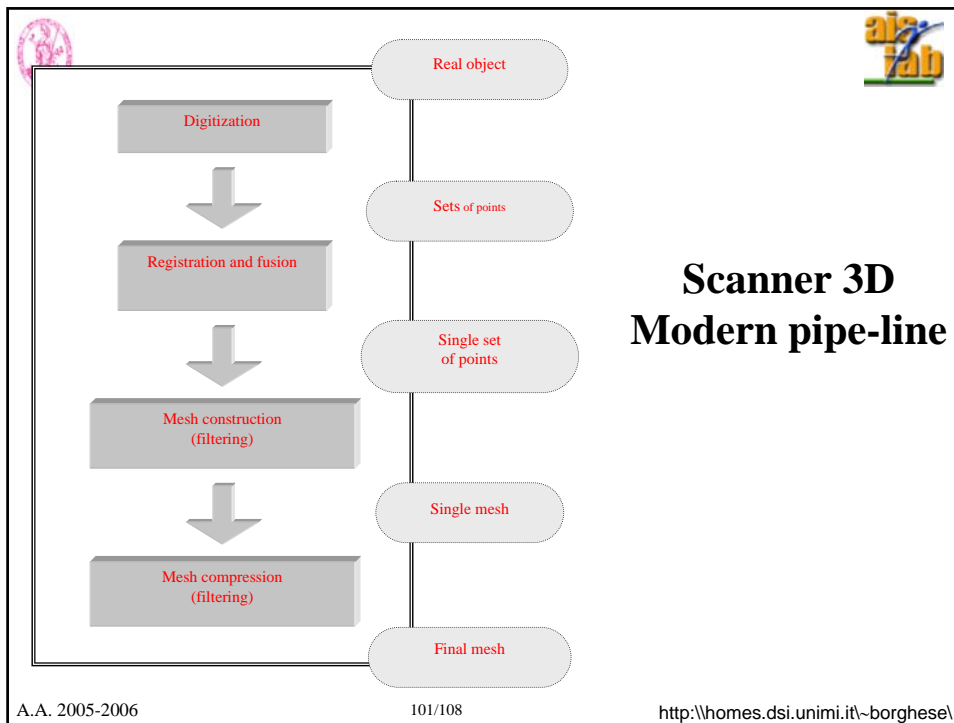 Real object
Digitization
Sets of points
Registration and fusion
Scanner 3D
Modern pipe-line
Single set
of points
Mesh construction
(filtering)
Single mesh
Mesh compression
(filtering)
Final mesh
A.A. 2005-2006
101/108
http:\\homes.dsi.unimi.it\~borghese\
ais
lab